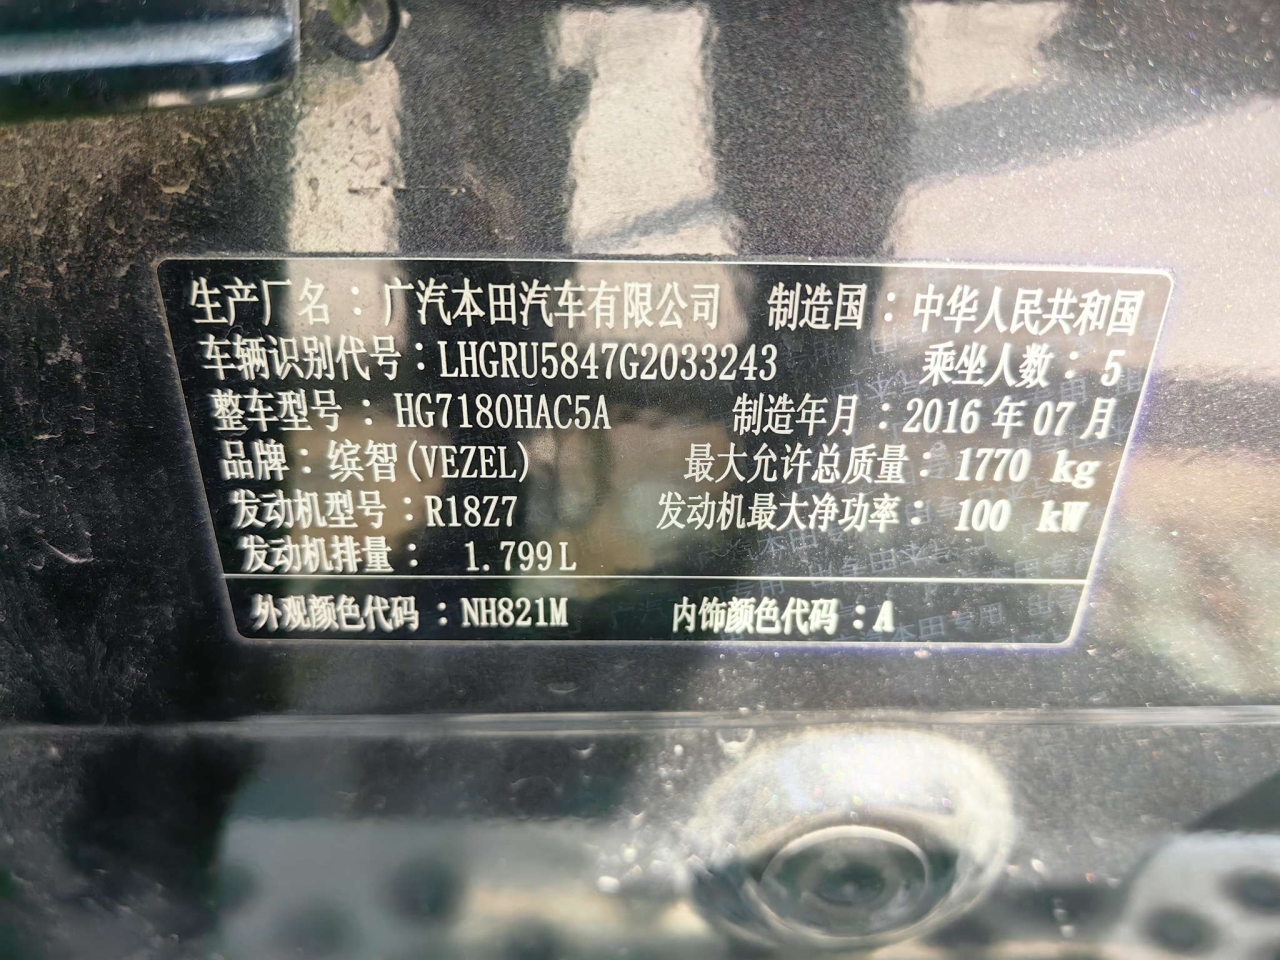 生产厂名：广汽本田汽车有限公司 制造国：中华人民共和国
车辆识别代号：LHGRU5847G2033243 乘坐人数：5
整车型号：HG7180HAC5A 制造年月：2016年07月
品牌：缤智(VEZEL) 最大允许总质量：1770 kg
发动机型号：R18Z7 发动机最大净功率：100 kW
发动机排量：1.799L
外观颜色代码：NH821M 内饰颜色代码：A